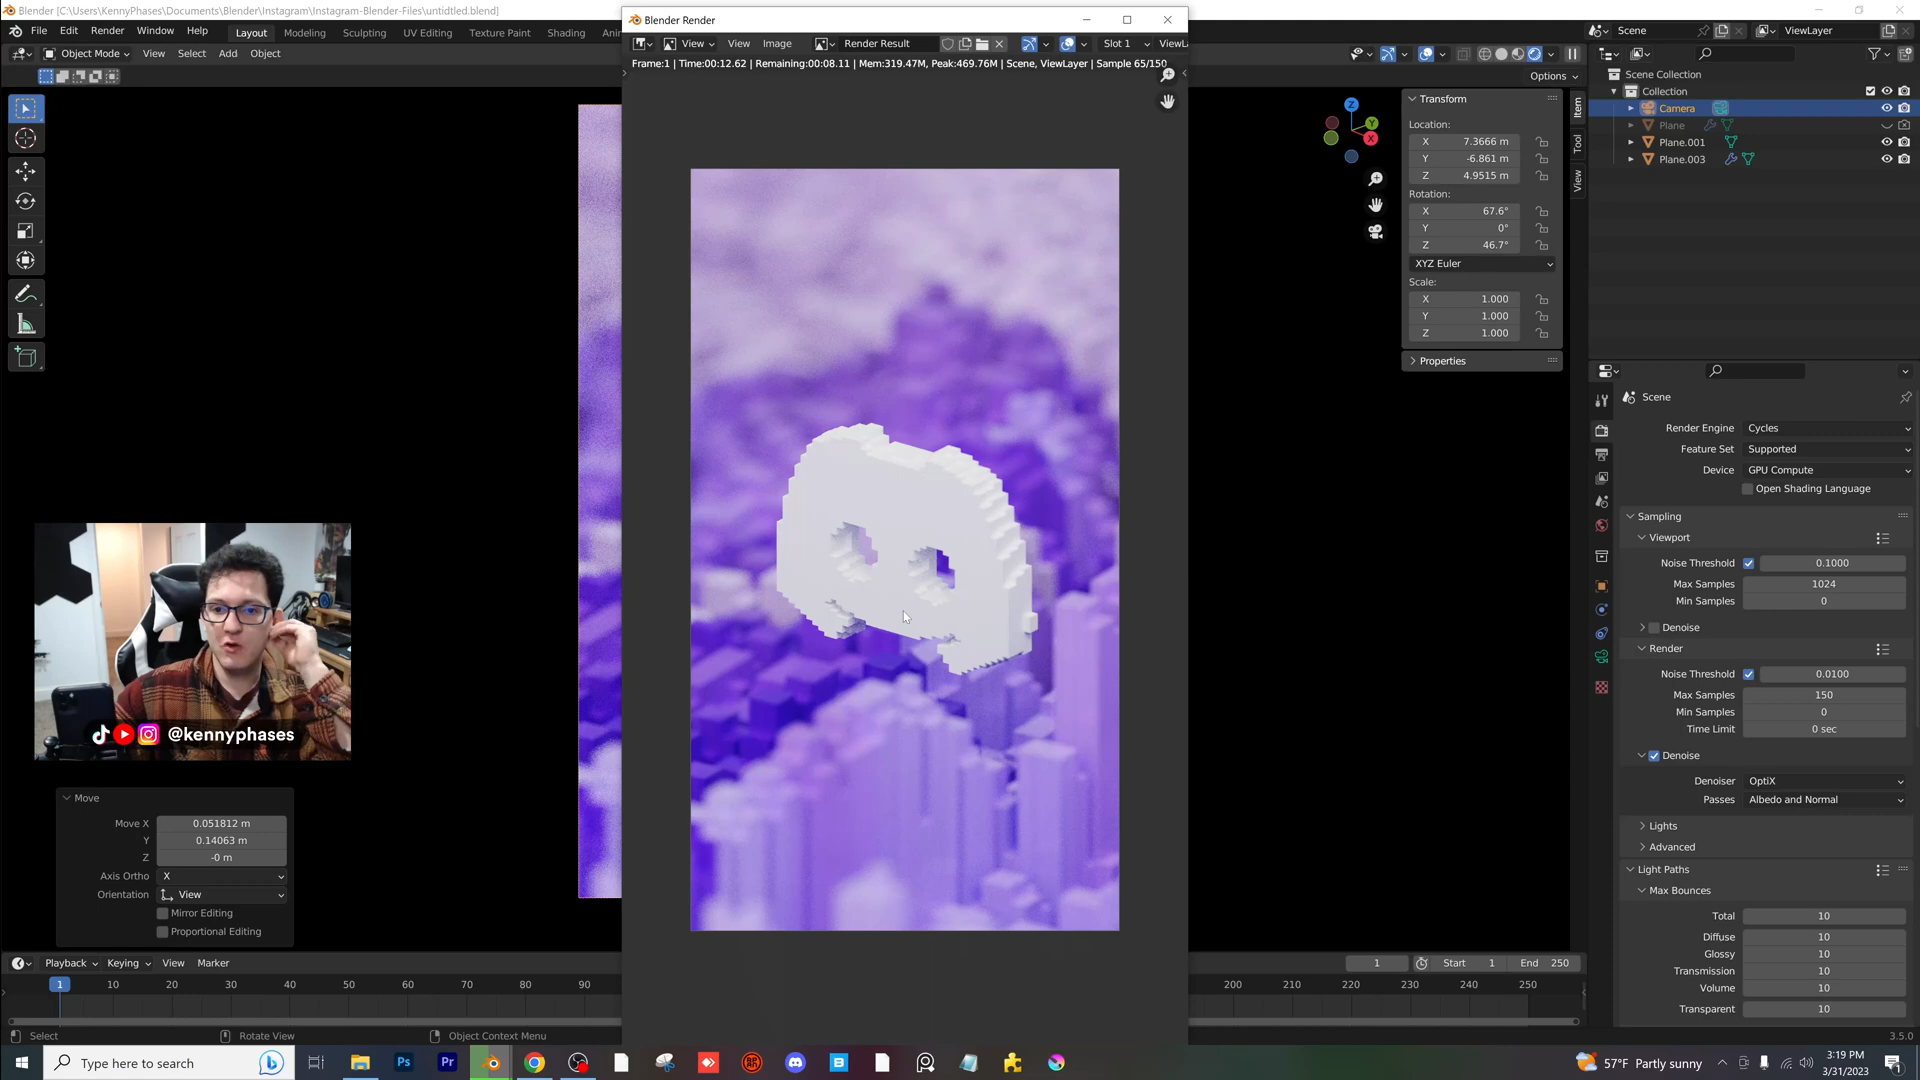 Blender [C:\Users\KennyPhases\Documents\Blender\Instagram\Instagram-Blender-Files\untidtled.blend]
File Edit Render Window Help Layout Modeling Sculpting UV Editing Texture Paint Shading
Scene ViewLayer
Object Mode View Select Add Object
Options
Blender Render
View View Image Render Result Slot 1
Frame:1 | Time:00:12.62 | Remaining:00:08.11 | Mem:319.47M, Peak:469.76M | Scene, ViewLayer | Sample 65/150
Z
Y
X
Transform
Location:
X 7.3666 m
Y -6.861 m
Z 4.9515 m
Rotation:
X 67.6°
Y 0°
Z 46.7°
XYZ Euler
Scale:
X 1.000
Y 1.000
Z 1.000
Properties
Item
Tool
View
Scene Collection
Collection
Camera
Plane
Plane.001
Plane.003
Scene
Render Engine Cycles
Feature Set Supported
Device GPU Compute
Open Shading Language
Sampling
Viewport
Noise Threshold 0.1000
Max Samples 1024
Min Samples 0
Denoise
Render
Noise Threshold 0.0100
Max Samples 150
Min Samples 0
Time Limit 0 sec
Denoise
Denoiser OptiX
Passes Albedo and Normal
Lights
Advanced
Light Paths
Max Bounces
Total 10
Diffuse 10
Glossy 10
Transmission 10
Volume 10
Transparent 10
@kennyphases
Move
Move X 0.051812 m
Y 0.14063 m
Z -0 m
Axis Ortho X
Orientation View
Mirror Editing
Proportional Editing
Playback Keying View Marker
1 Start 1 End 250
1 10 20 30 40 50 60 70 80 90 200 210 220 230 240 250
Select Rotate View Object Context Menu
3.5.0
Type here to search
Ps Pr
57°F Partly sunny
3:19 PM
3/31/2023
1